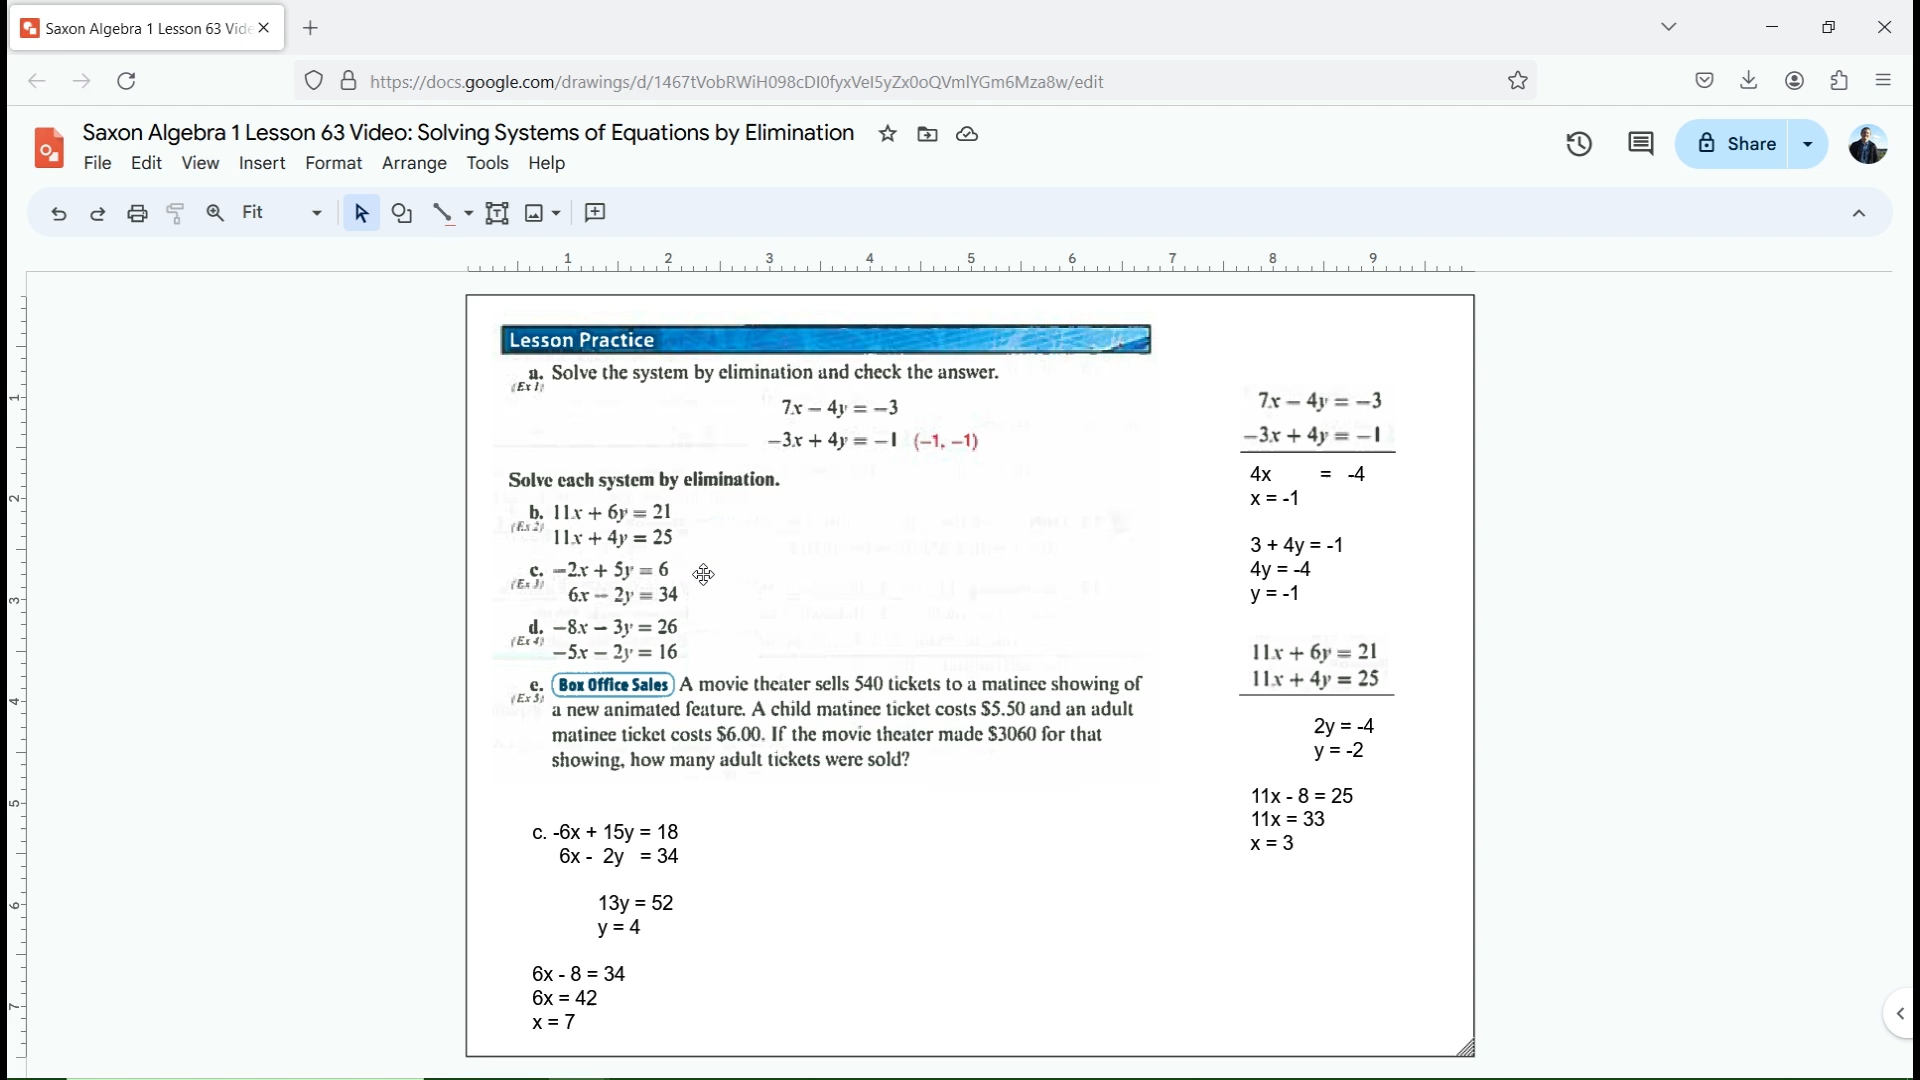 Saxon Algebra 1 Lesson 63 Vide
https://docs.google.com/drawings/d/1467tVobRWiH098cDI0fyxVeI5yZx0oQVmlYGm6Mza8w/edit
Saxon Algebra 1 Lesson 63 Video: Solving Systems of Equations by Elimination
File Edit View Insert Format Arrange Tools Help
Share
Fit
1 2 3 4 5 6 7 8 9
1
2
3
4
5
6
7
Lesson Practice
a. Solve the system by elimination and check the answer.
(Ex 1)
7x – 4y = –3
–3x + 4y = –1 (–1, –1)
Solve each system by elimination.
b. 11x + 6y = 21
(Ex 2)
11x + 4y = 25
c. –2x + 5y = 6
(Ex 3)
6x – 2y = 34
d. –8x – 3y = 26
(Ex 4)
–5x – 2y = 16
e. Box Office Sales A movie theater sells 540 tickets to a matinee showing of
(Ex 5)
a new animated feature. A child matinee ticket costs $5.50 and an adult
matinee ticket costs $6.00. If the movie theater made $3060 for that
showing, how many adult tickets were sold?
c. -6x + 15y = 18
6x - 2y = 34
13y = 52
y = 4
6x - 8 = 34
6x = 42
x = 7
7x – 4y = –3
–3x + 4y = –1
4x = -4
x = -1
3 + 4y = -1
4y = -4
y = -1
11x + 6y = 21
11x + 4y = 25
2y = -4
y = -2
11x - 8 = 25
11x = 33
x = 3